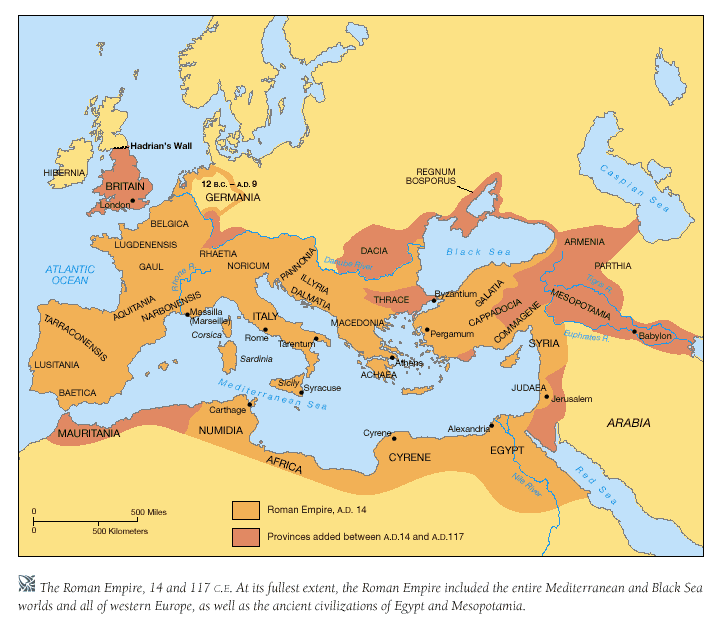 Hadrian's Wall
HIBERNIA
BRITAIN
London
12 B.C. – A.D. 9
GERMANIA
REGNUM
BOSPORUS
Caspian Sea
BELGICA
LUGDENENSIS
GAUL
RHAETIA
NORICUM
PANNONIA
ILLYRIA
DALMATIA
Danube River
DACIA
Black Sea
ARMENIA
PARTHIA
Tigris R.
ATLANTIC
OCEAN
Rhone R.
AQUITANIA
NARBONENSIS
Massilla
(Marseille)
Corsica
ITALY
Rome
Tarentum
Sardinia
THRACE
Byzantium
MACEDONIA
GALATIA
CAPPADOCIA
COMMAGENE
MESOPOTAMIA
Euphrates R.
Babylon
TARRACONENSIS
LUSITANIA
BAETICA
Pergamum
Athens
ACHAEA
SYRIA
Sicily
Syracuse
Mediterranean Sea
Carthage
JUDAEA
Jerusalem
MAURITANIA
NUMIDIA
AFRICA
Cyrene
CYRENE
Alexandria
EGYPT
Nile River
ARABIA
Red Sea
0 500 Miles
0 500 Kilometers
Roman Empire, A.D. 14
Provinces added between A.D.14 and A.D.117
The Roman Empire, 14 and 117 C.E. At its fullest extent, the Roman Empire included the entire Mediterranean and Black Sea
worlds and all of western Europe, as well as the ancient civilizations of Egypt and Mesopotamia.